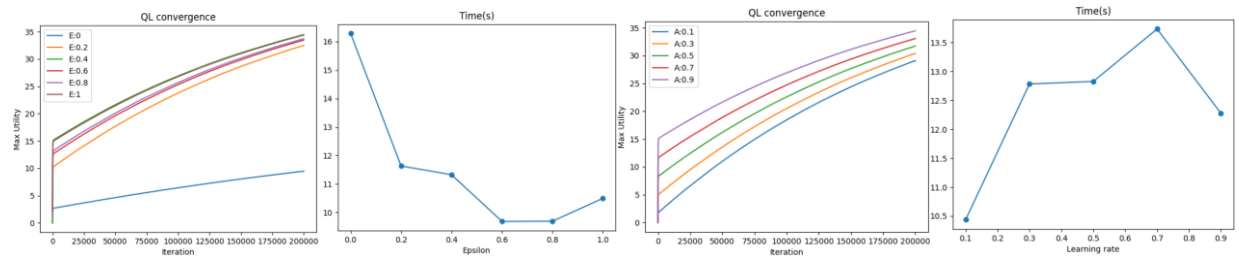 QL convergence
Max Utility
35
30
25
20
15
10
5
0
E:0
E:0.2
E:0.4
E:0.6
E:0.8
E:1
0 25000 50000 75000 100000 125000 150000 175000 200000
Iteration
Time(s)
16
15
14
13
12
11
10
0.0 0.2 0.4 0.6 0.8 1.0
Epsilon
QL convergence
Max Utility
35
30
25
20
15
10
5
0
A:0.1
A:0.3
A:0.5
A:0.7
A:0.9
0 25000 50000 75000 100000 125000 150000 175000 200000
Iteration
Time(s)
13.5
13.0
12.5
12.0
11.5
11.0
10.5
0.1 0.2 0.3 0.4 0.5 0.6 0.7 0.8 0.9
Learning rate